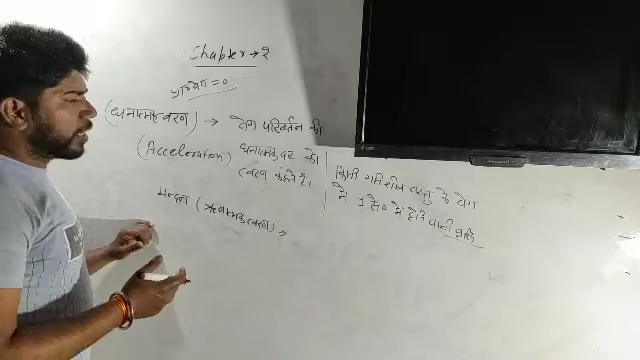 Chapter → 2
प्रावेग = 0
(धनात्मक त्वरण) → वेग परिवर्तन की
(Acceleration) धनात्मक दर को
त्वरण कहते है।
मन्दन (ऋणात्मक त्वरण) →
किसी गतिशील वस्तु के वेग
मे 1 से० में होने वाली वृद्धि